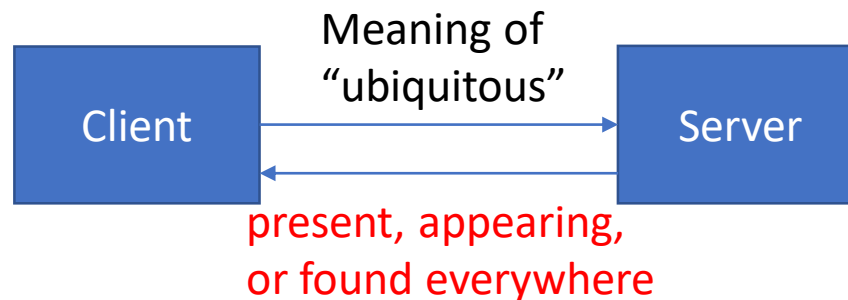 Meaning of
“ubiquitous”
Client
Server
present, appearing,
or found everywhere